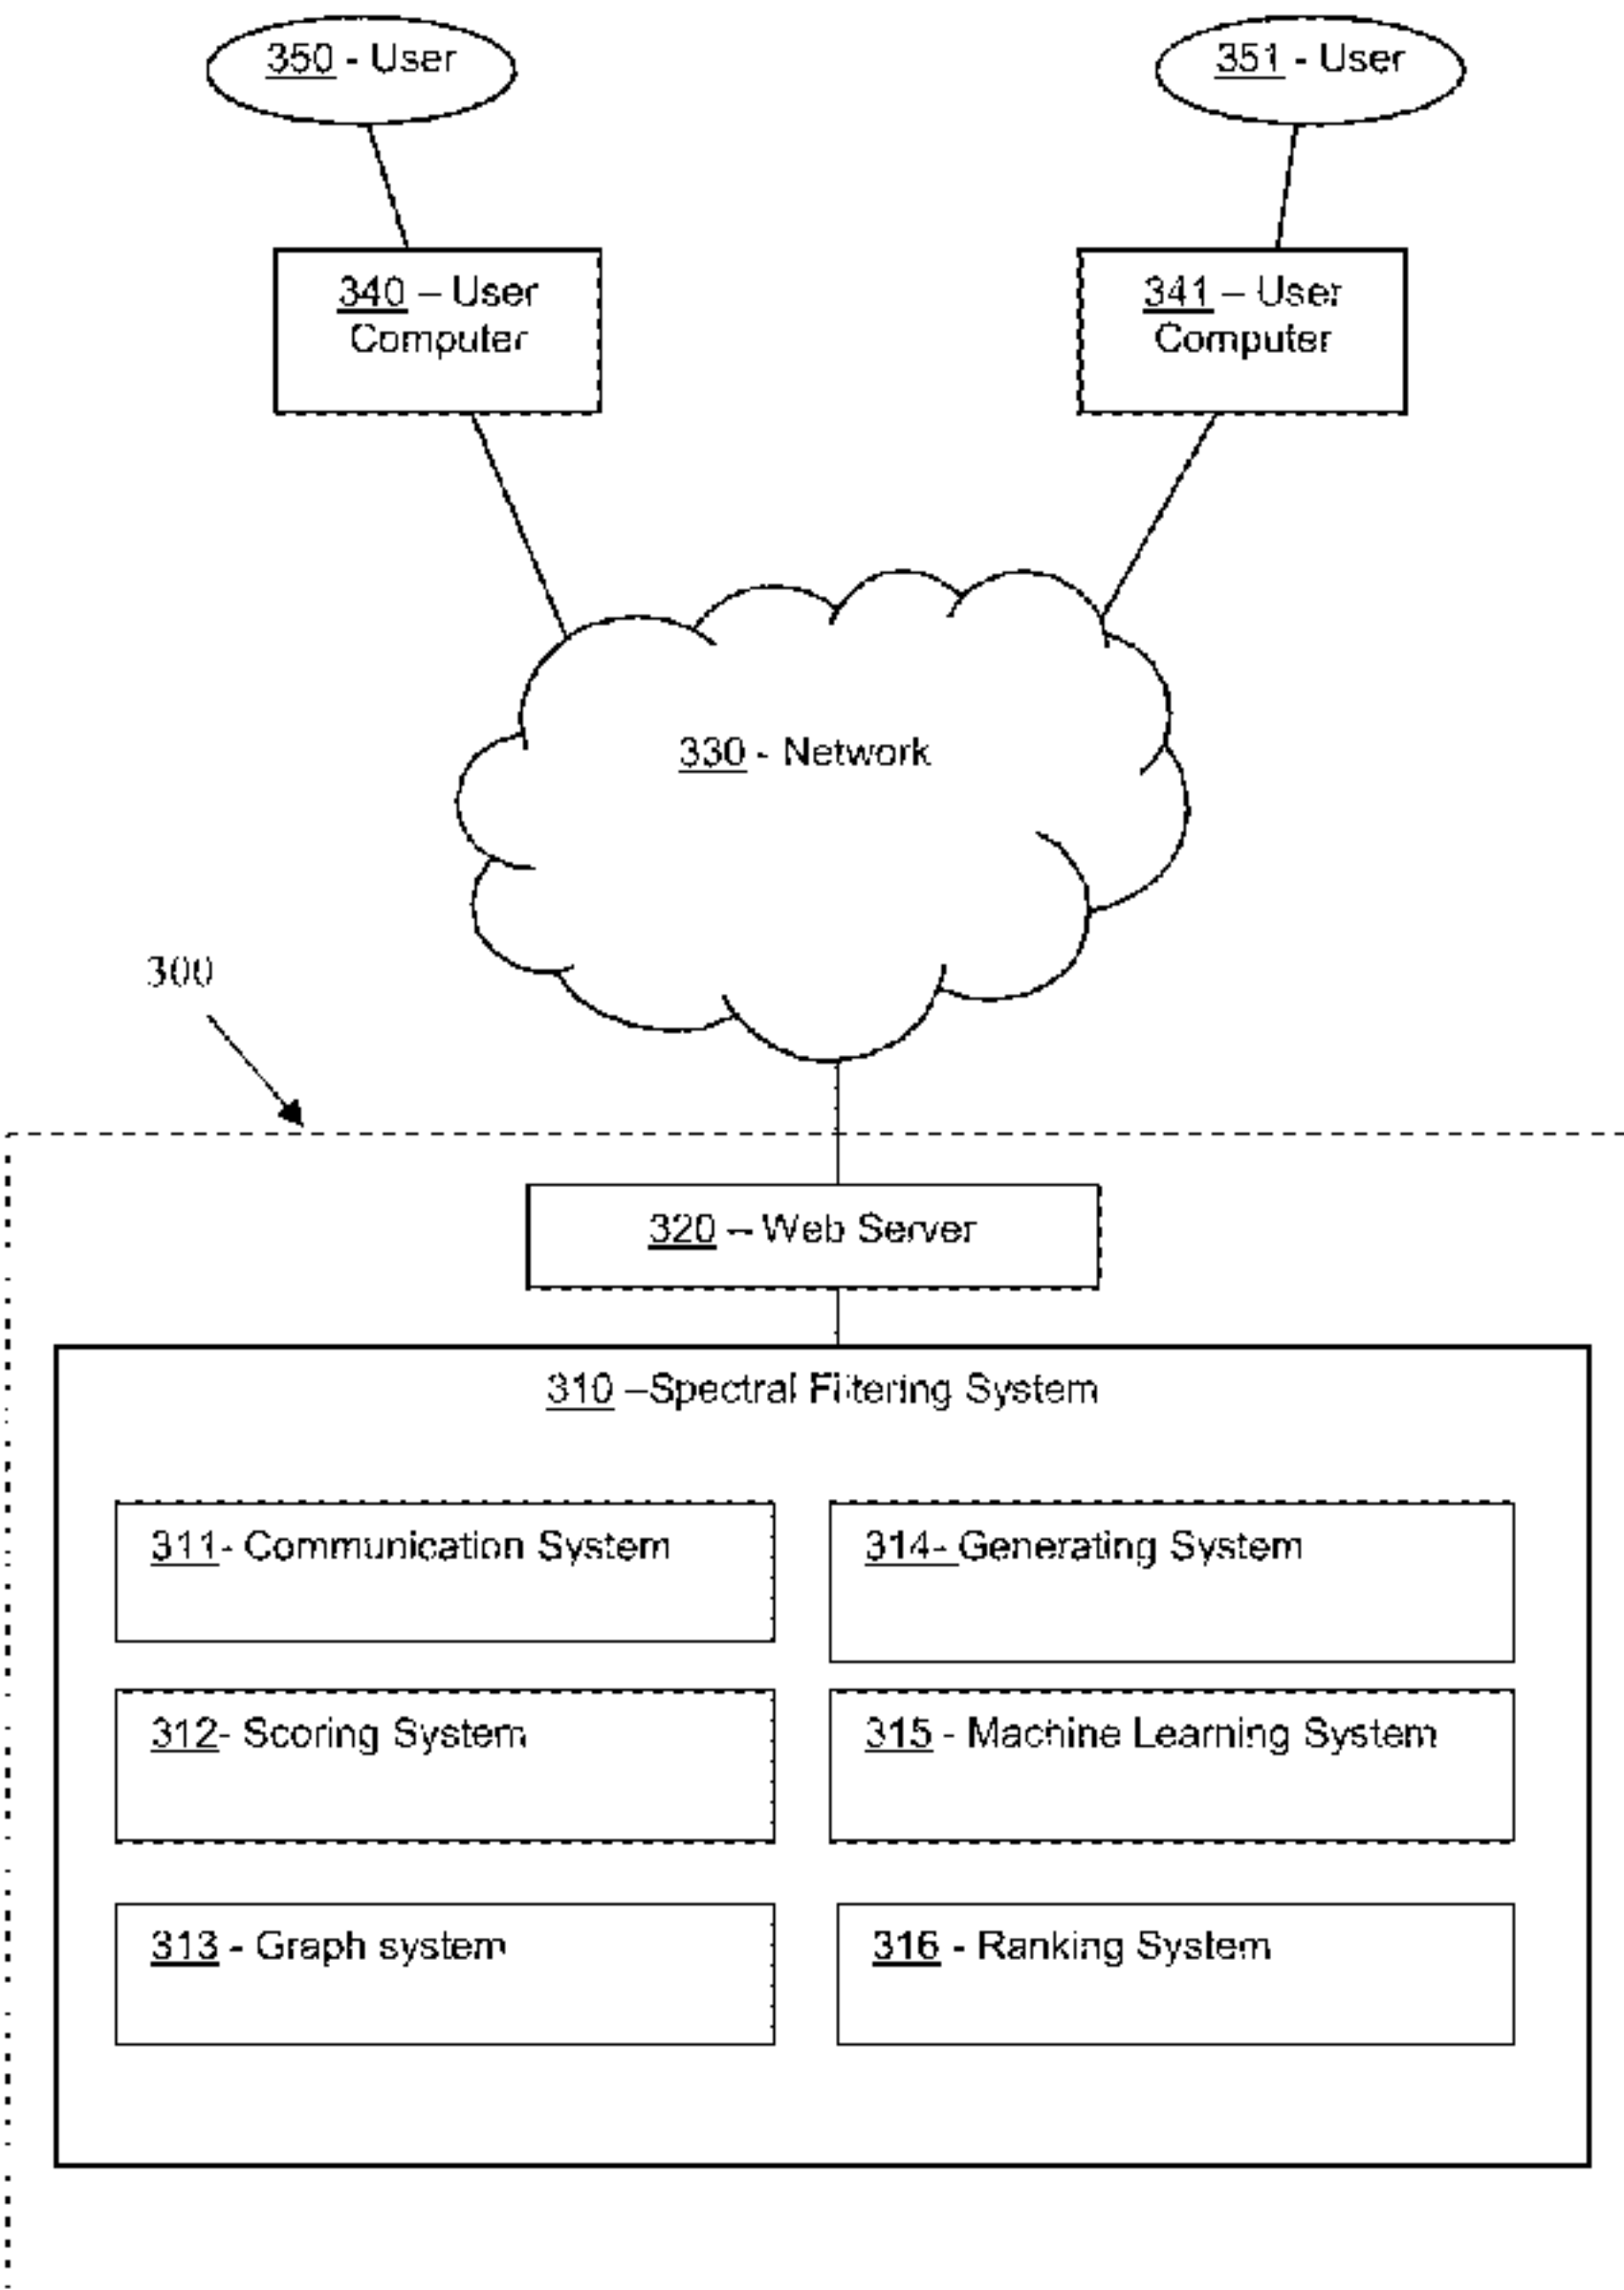 350 - User
351 - User
340 – User
Computer
341 – User
Computer
330 - Network
300
320 – Web Server
310 –Spectral Filtering System
311- Communication System
314- Generating System
312- Scoring System
315 - Machine Learning System
313 - Graph system
316 - Ranking System